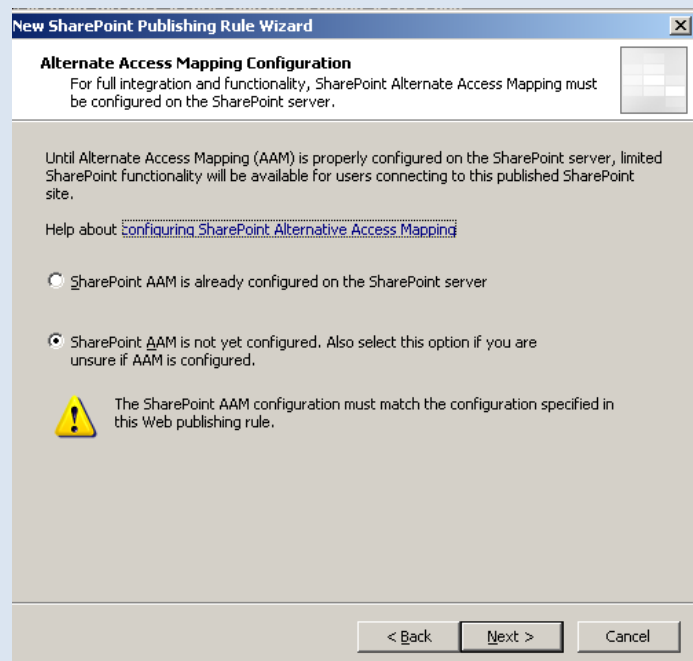 New SharePoint Publishing Rule Wizard
Alternate Access Mapping Configuration
For full integration and functionality, SharePoint Alternate Access Mapping must
be configured on the SharePoint server.
Until Alternate Access Mapping (AAM) is properly configured on the SharePoint server, limited
SharePoint functionality will be available for users connecting to this published SharePoint
site.
Help about configuring SharePoint Alternative Access Mapping
SharePoint AAM is already configured on the SharePoint server
SharePoint AAM is not yet configured. Also select this option if you are
unsure if AAM is configured.
The SharePoint AAM configuration must match the configuration specified in
this Web publishing rule.
< Back Next > Cancel